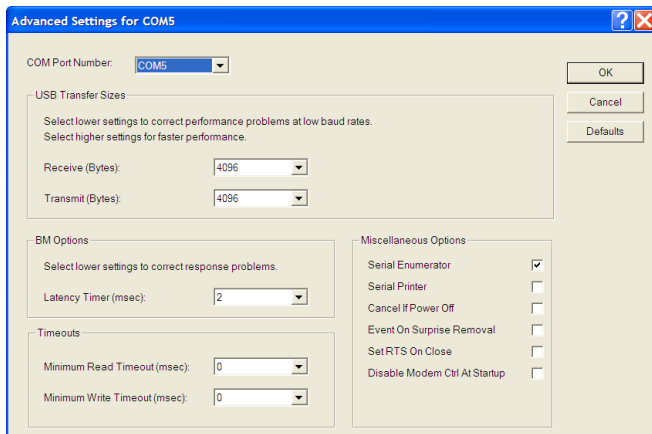 Advanced Settings for COM5
COM Port Number: COM5
OK
Cancel
Defaults
USB Transfer Sizes
Select lower settings to correct performance problems at low baud rates.
Select higher settings for faster performance.
Receive (Bytes): 4096
Transmit (Bytes): 4096
BM Options
Select lower settings to correct response problems.
Latency Timer (msec): 2
Timeouts
Minimum Read Timeout (msec): 0
Minimum Write Timeout (msec): 0
Miscellaneous Options
Serial Enumerator
Serial Printer
Cancel If Power Off
Event On Surprise Removal
Set RTS On Close
Disable Modem Ctrl At Startup